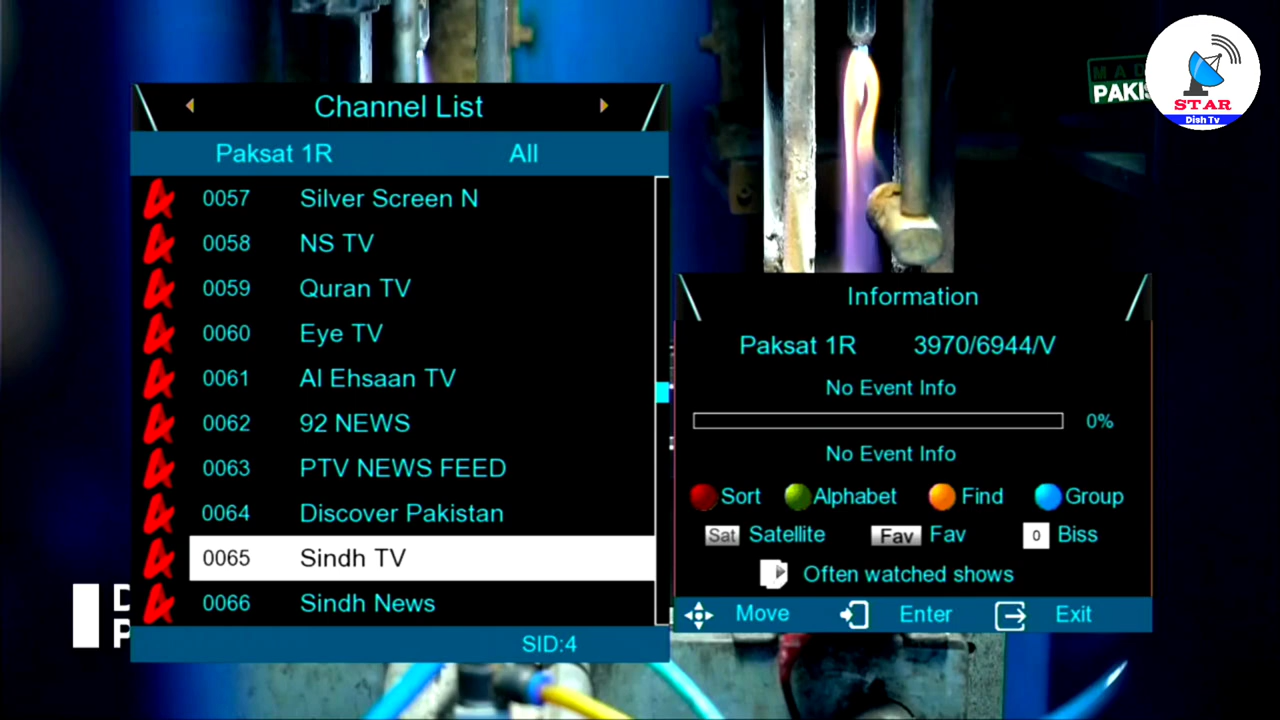 Channel List
Paksat 1R All
0057 Silver Screen N
0058 NS TV
0059 Quran TV
0060 Eye TV
0061 Al Ehsaan TV
0062 92 NEWS
0063 PTV NEWS FEED
0064 Discover Pakistan
0065 Sindh TV
0066 Sindh News
SID:4
Information
Paksat 1R 3970/6944/V
No Event Info
0%
No Event Info
Sort Alphabet Find Group
Sat Satellite Fav Fav 0 Biss
Often watched shows
Move Enter Exit
STAR
Dish Tv